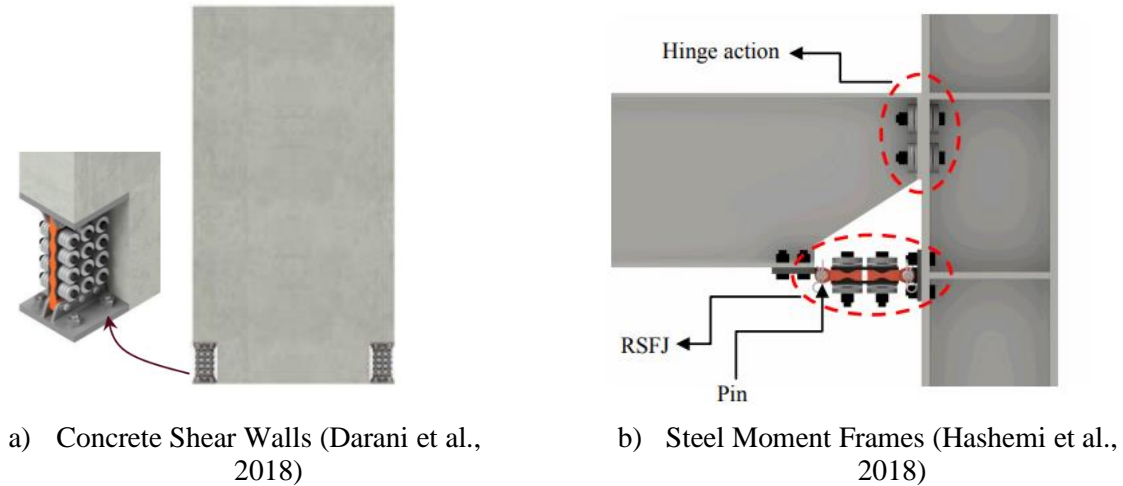 Hinge action
RSFJ
Pin
a) Concrete Shear Walls (Darani et al.,
2018)
b) Steel Moment Frames (Hashemi et al.,
2018)